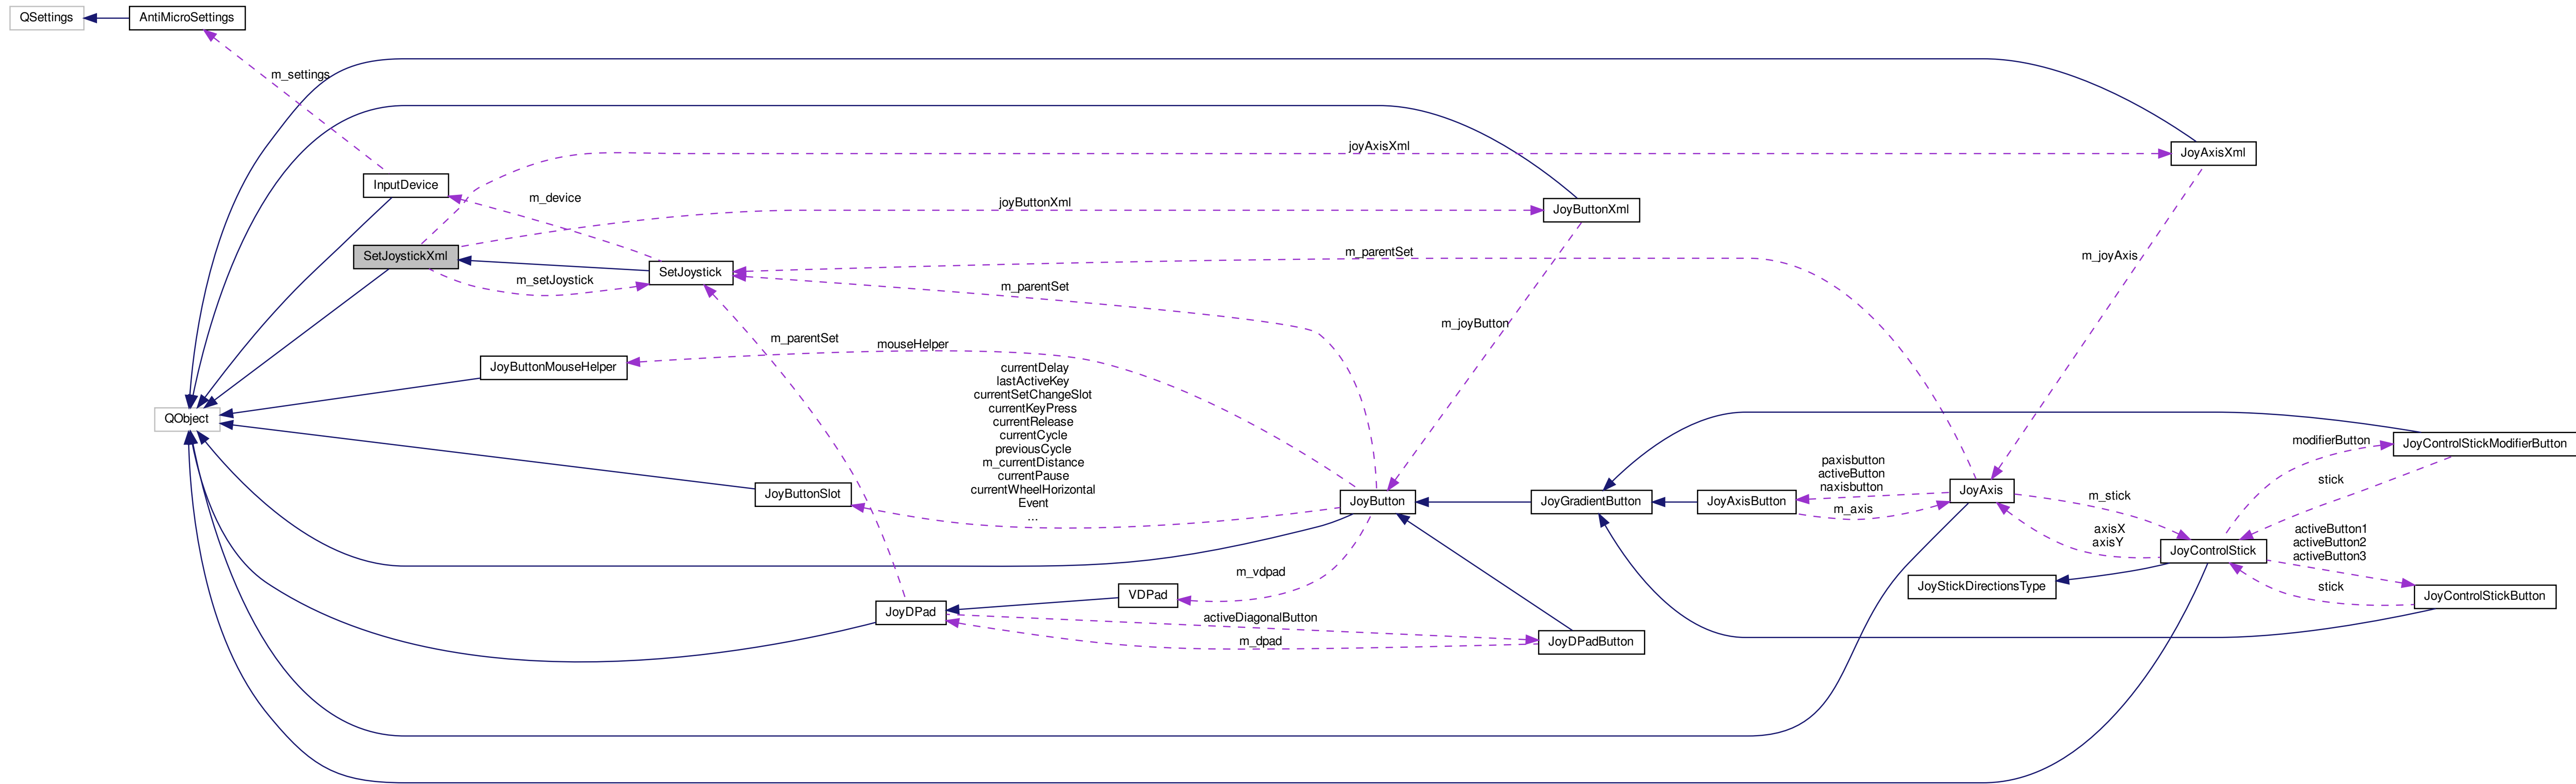 QSettings
AntiMicroSettings
m_settings
joyAxisXml
JoyAxisXml
InputDevice
m_device
joyButtonXml
JoyButtonXml
SetJoystickXml
m_parentSet
m_joyAxis
SetJoystick
m_setJoystick
m_parentSet
m_joyButton
m_parentSet
mouseHelper
JoyButtonMouseHelper
currentDelay
lastActiveKey
currentSetChangeSlot
currentKeyPress
currentRelease
currentCycle
previousCycle
m_currentDistance
currentPause
currentWheelHorizontal
Event
...
QObject
modifierButton
JoyControlStickModifierButton
paxisbutton
activeButton
naxisbutton
stick
JoyButtonSlot
JoyButton
JoyGradientButton
JoyAxisButton
m_axis
JoyAxis
m_stick
axisX
axisY
activeButton1
activeButton2
activeButton3
JoyControlStick
m_vdpad
JoyStickDirectionsType
stick
JoyControlStickButton
VDPad
JoyDPad
activeDiagonalButton
m_dpad
JoyDPadButton